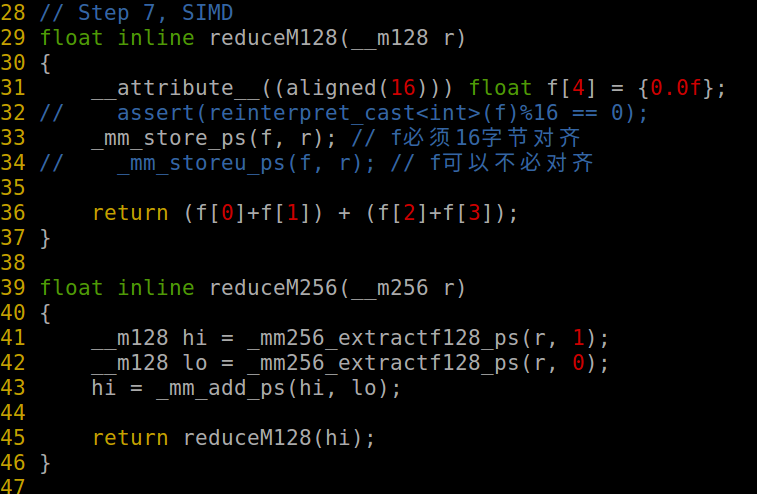 28 // Step 7, SIMD
29 float inline reduceM128(__m128 r)
30 {
31     __attribute__((aligned(16))) float f[4] = {0.0f};
32 //    assert(reinterpret_cast<int>(f)%16 == 0);
33     _mm_store_ps(f, r); // f必须16字节对齐
34 //    _mm_storeu_ps(f, r); // f可以不必对齐
35
36     return (f[0]+f[1]) + (f[2]+f[3]);
37 }
38
39 float inline reduceM256(__m256 r)
40 {
41     __m128 hi = _mm256_extractf128_ps(r, 1);
42     __m128 lo = _mm256_extractf128_ps(r, 0);
43     hi = _mm_add_ps(hi, lo);
44
45     return reduceM128(hi);
46 }
47